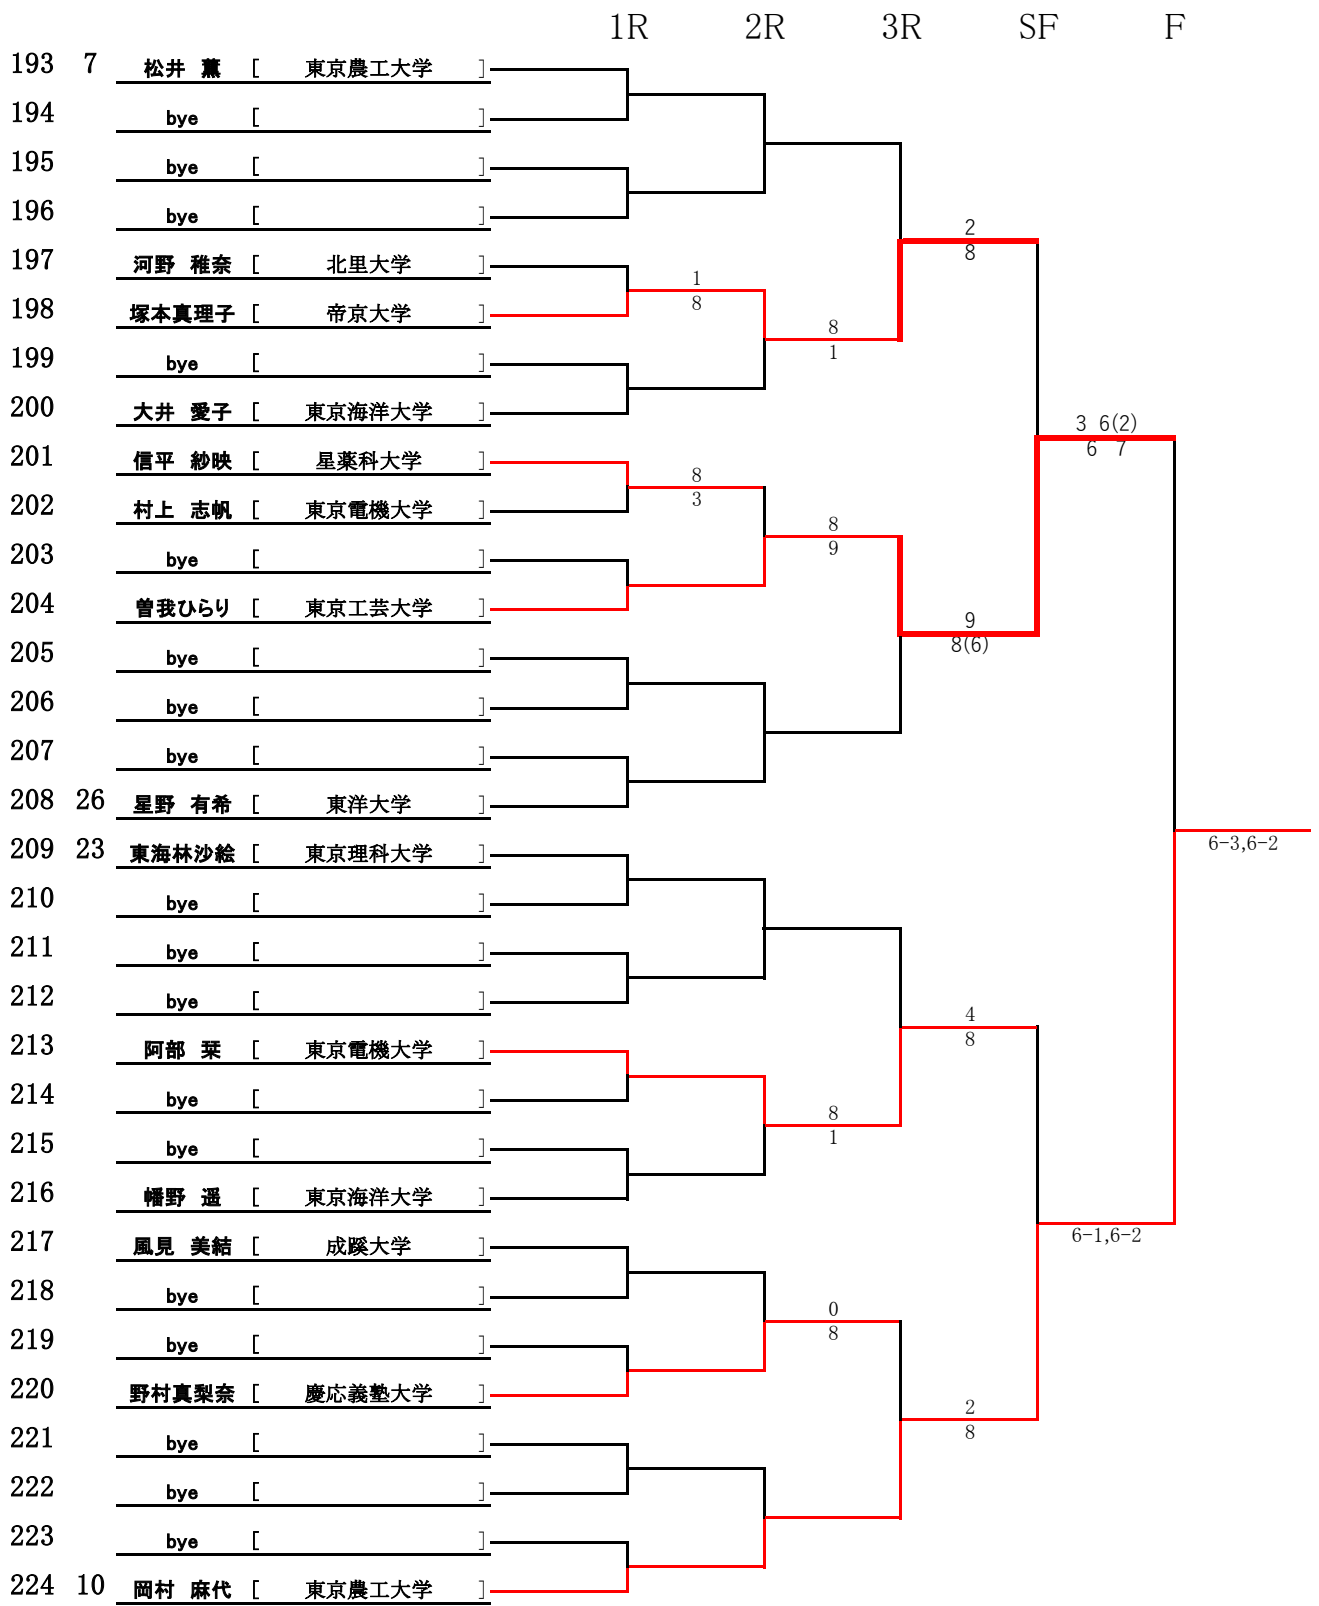 1R 2R 3R SF F
193 7 松井 薫 [ 東京農工大学 ]
194 bye [ ]
195 bye [ ]
196 bye [ ]
2
8
197 河野 稚奈 [ 北里大学 ]
1
8
198 塚本真理子 [ 帝京大学 ]
8
1
199 bye [ ]
200 大井 愛子 [ 東京海洋大学 ]
3 6(2)
6 7
201 信平 紗映 [ 星薬科大学 ]
8
3
202 村上 志帆 [ 東京電機大学 ]
8
9
203 bye [ ]
204 曽我ひらり [ 東京工芸大学 ]
9
8(6)
205 bye [ ]
206 bye [ ]
207 bye [ ]
208 26 星野 有希 [ 東洋大学 ]
6-3,6-2
209 23 東海林沙絵 [ 東京理科大学 ]
210 bye [ ]
211 bye [ ]
212 bye [ ]
4
8
213 阿部 栞 [ 東京電機大学 ]
214 bye [ ]
8
1
215 bye [ ]
216 幡野 遥 [ 東京海洋大学 ]
6-1,6-2
217 風見 美結 [ 成蹊大学 ]
218 bye [ ]
0
8
219 bye [ ]
220 野村真梨奈 [ 慶応義塾大学 ]
2
8
221 bye [ ]
222 bye [ ]
223 bye [ ]
224 10 岡村 麻代 [ 東京農工大学 ]